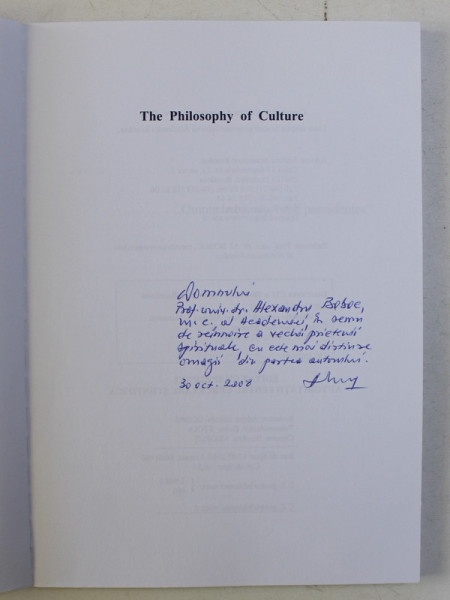 The Philosophy of Culture
Domnului
Prof. univ. dr. Alexandru Boboc,
m.c. al Academiei, în semn
de reînnoire a vechii prietenii
spirituale, cu cele mai distinse
omagii din partea autorului.
30 oct. 2008